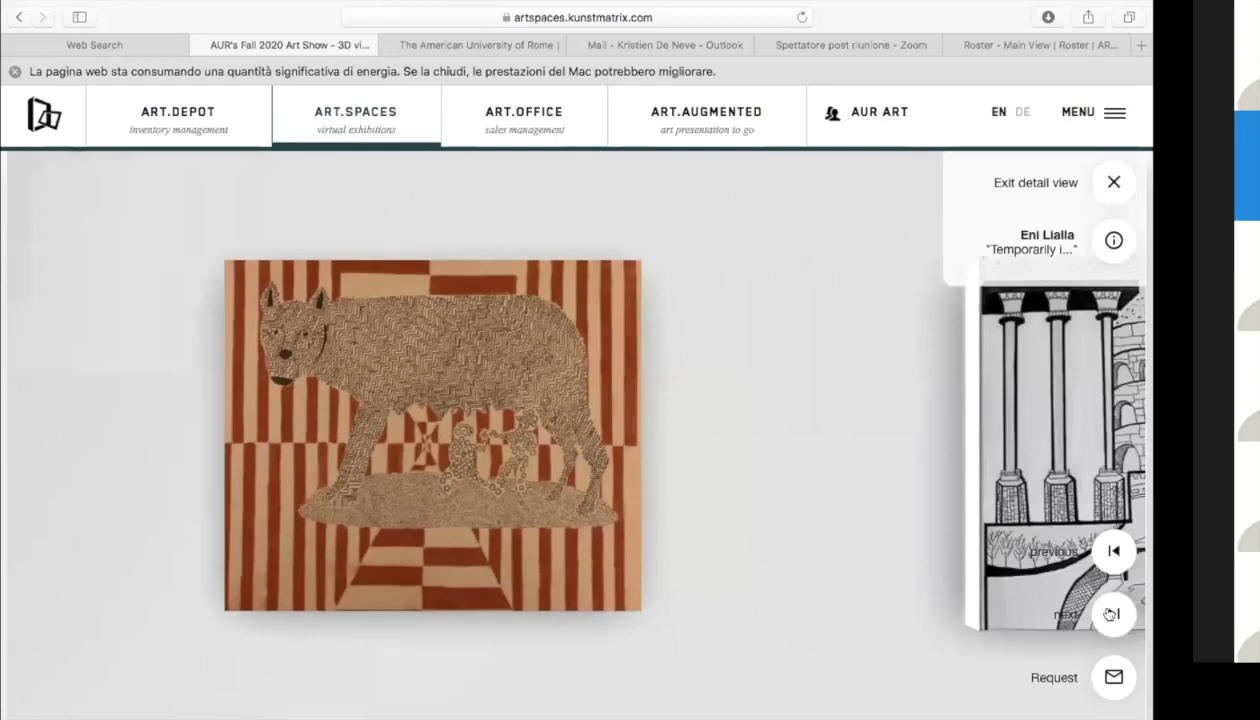 artspaces.kunstmatrix.com
Web Search
AUR's Fall 2020 Art Show - 3D vi...
The American University of Rome |
Mail - Kristien De Neve - Outlook
Spettatore post riunione - Zoom
Roster - Main View | Roster | AR...
La pagina web sta consumando una quantità significativa di energia. Se la chiudi, le prestazioni del Mac potrebbero migliorare.
ART.DEPOT
inventory management
ART.SPACES
virtual exhibitions
ART.OFFICE
sales management
ART.AUGMENTED
art presentation to go
AUR ART
EN DE
MENU
Exit detail view
Eni Lialla
"Temporarily i..."
previous
next
Request